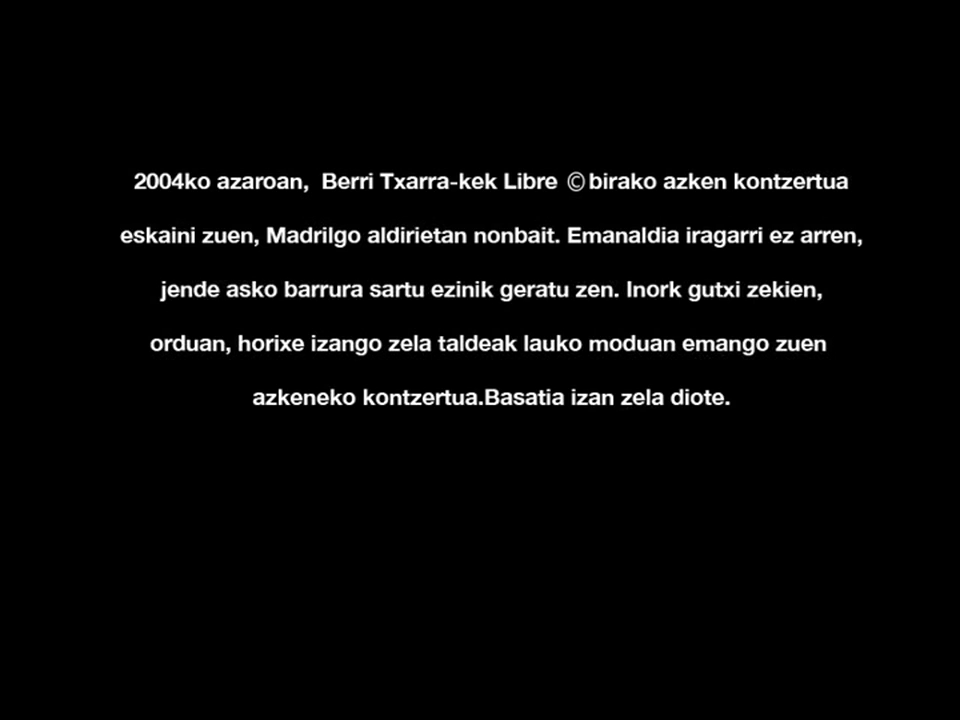 2004ko azaroan,  Berri Txarra-kek Libre ©birako azken kontzertua
eskaini zuen, Madrilgo aldirietan nonbait. Emanaldia iragarri ez arren,
jende asko barrura sartu ezinik geratu zen. Inork gutxi zekien,
orduan, horixe izango zela taldeak lauko moduan emango zuen
azkeneko kontzertua.Basatia izan zela diote.